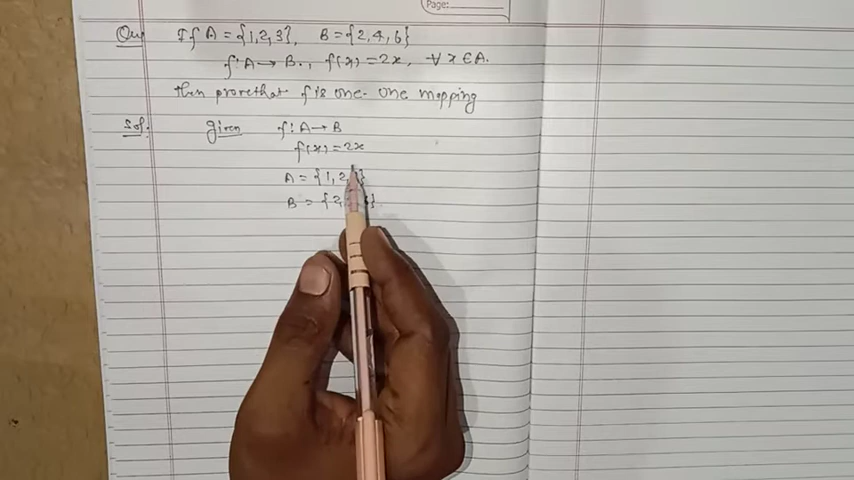 Page:
Que If A = {1,2,3}, B = {2,4,6}
f: A → B., f(x) = 2x, ∀ x ∈ A.
then prove that f is one-one mapping
Sol: Given f: A → B
f(x) = 2x
A = {1,2, }
B = {2, }